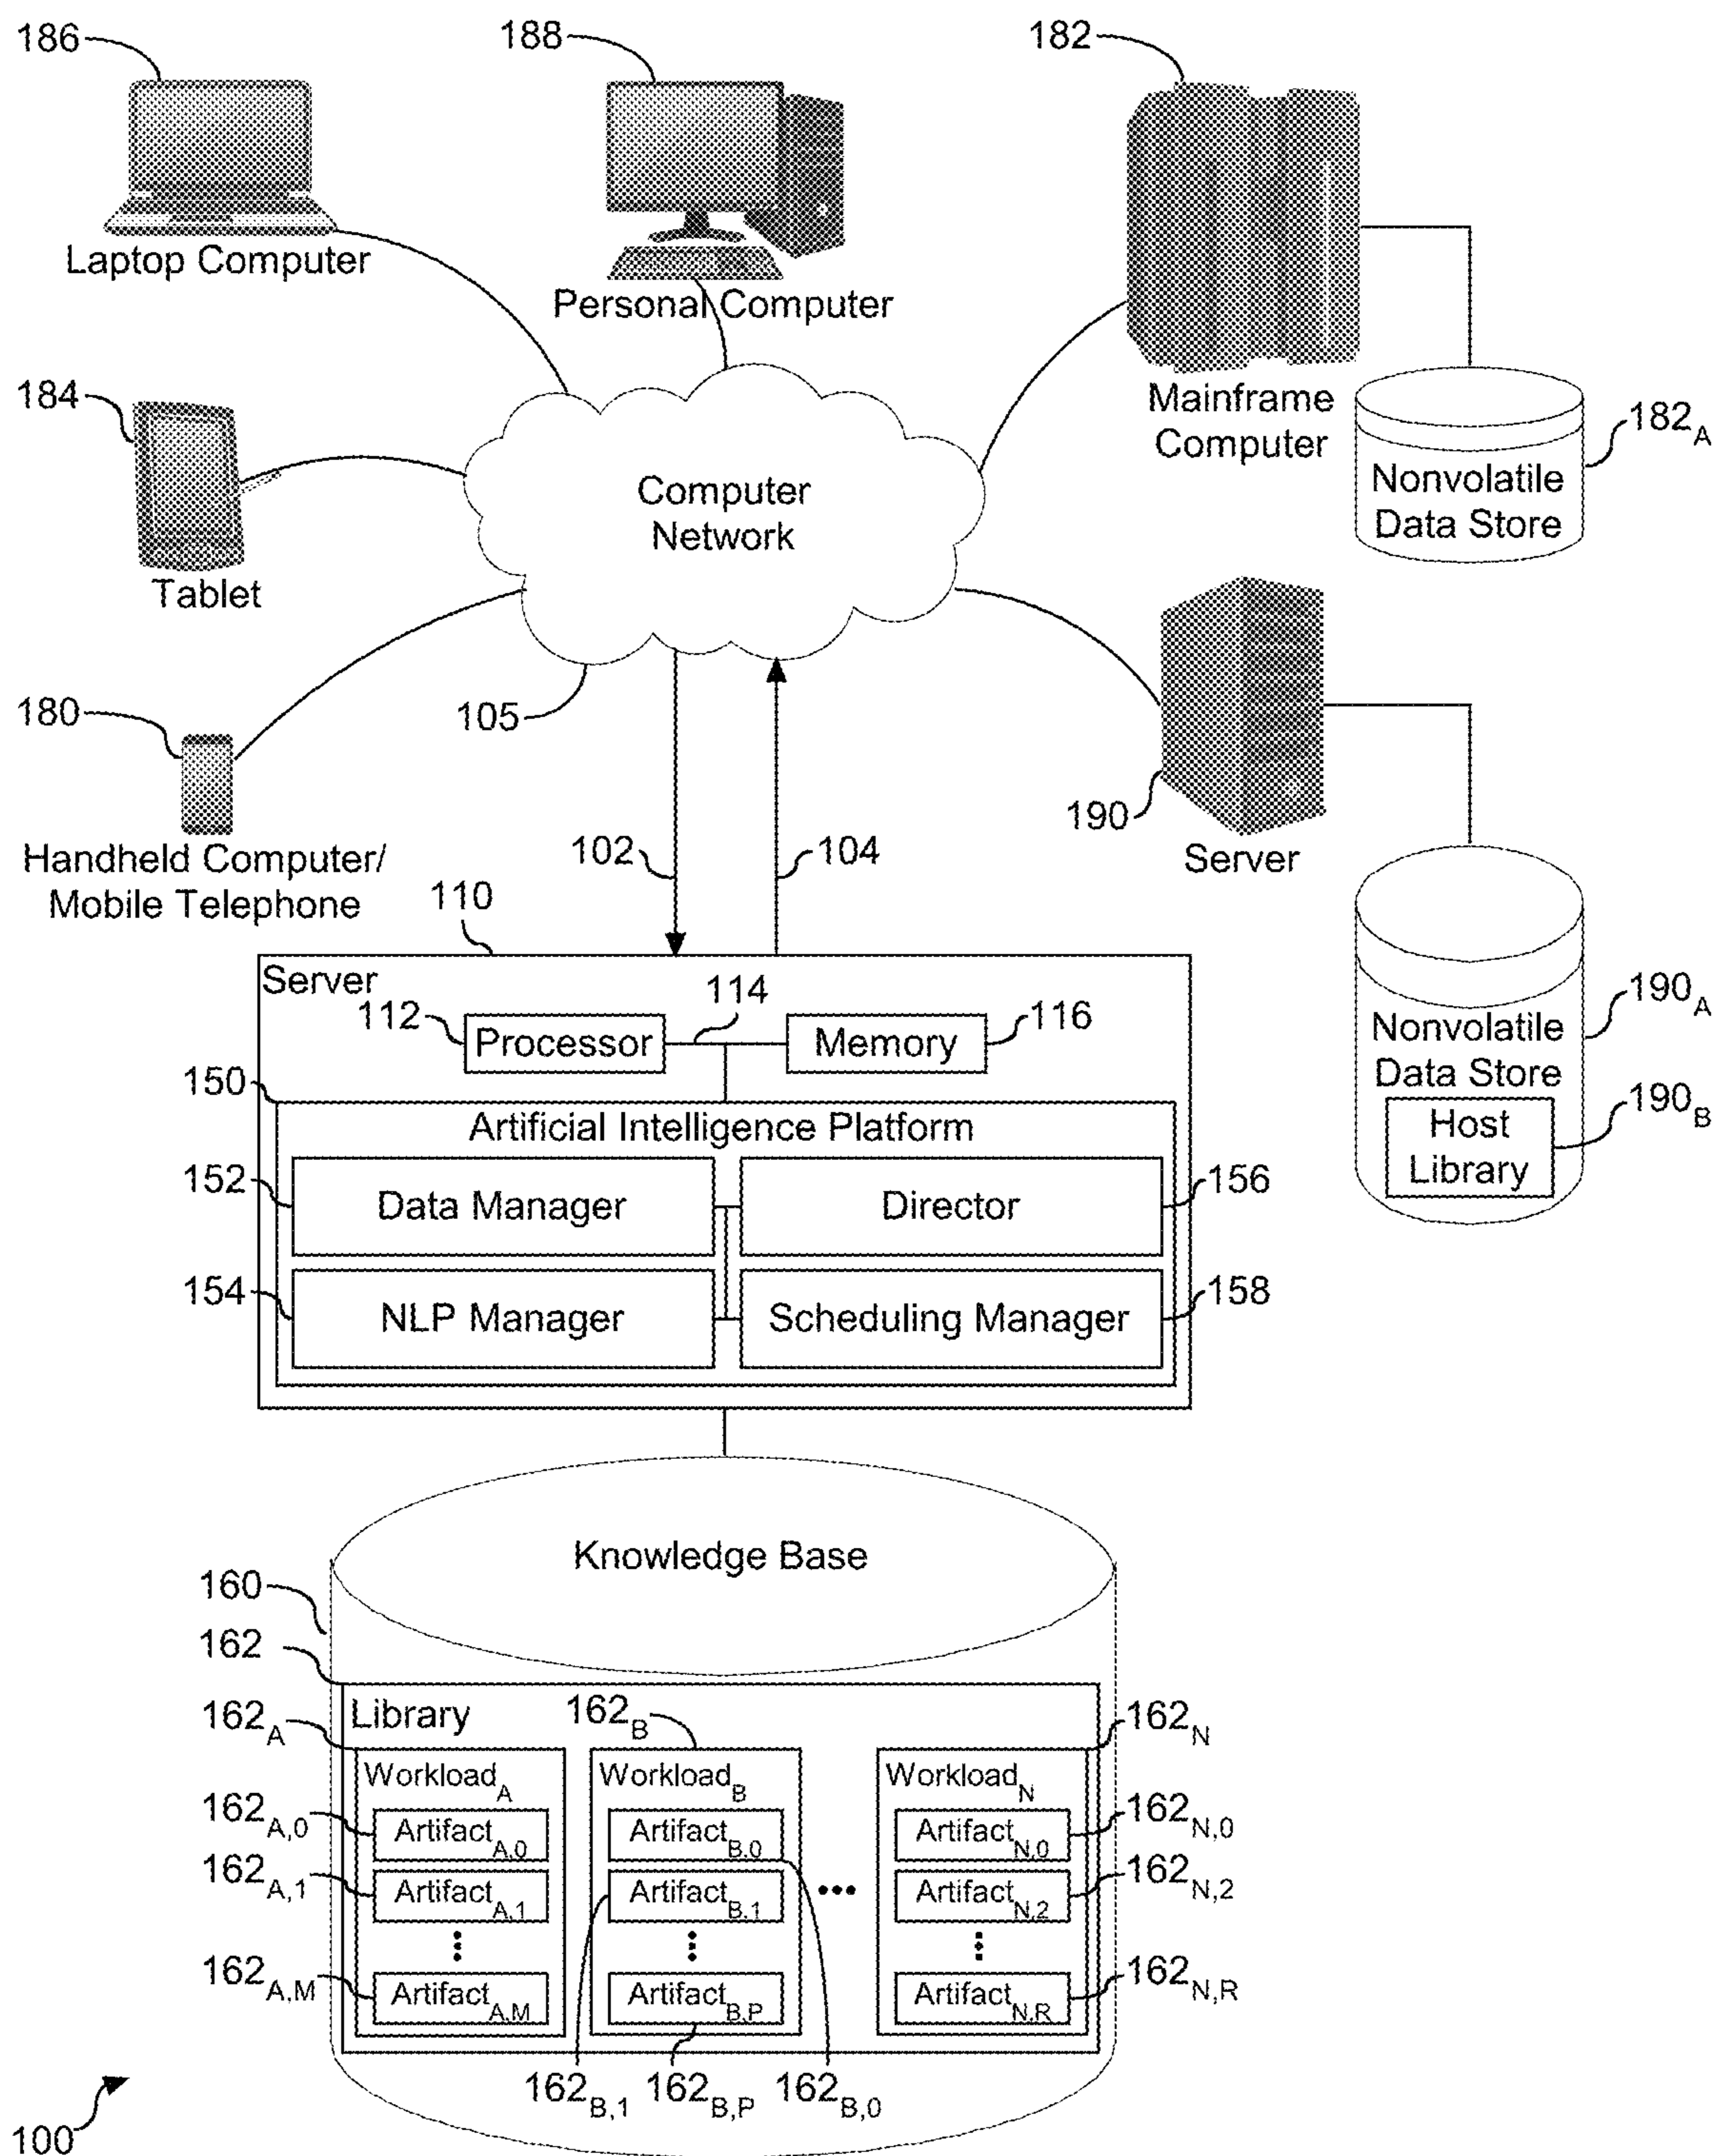 186
188
182
Laptop Computer
Personal Computer
Mainframe
Computer
184
182A
Nonvolatile
Data Store
Computer
Network
Tablet
180
105
190
Server
Handheld Computer/
Mobile Telephone
102
104
110
Server
112
114
116
Processor
Memory
190A
Nonvolatile
Data Store
190B
Host
Library
150
Artificial Intelligence Platform
152
Data Manager
Director
156
154
NLP Manager
Scheduling Manager
158
Knowledge Base
160
162
Library
162A
162B
162N
WorkloadA
WorkloadB
WorkloadN
162A,0
ArtifactA,0
ArtifactB,0
ArtifactN,0
162N,0
162A,1
ArtifactA,1
ArtifactB,1
•••
ArtifactN,2
162N,2
162A,M
ArtifactA,M
ArtifactB,P
ArtifactN,R
162N,R
162B,1
162B,P
162B,0
100